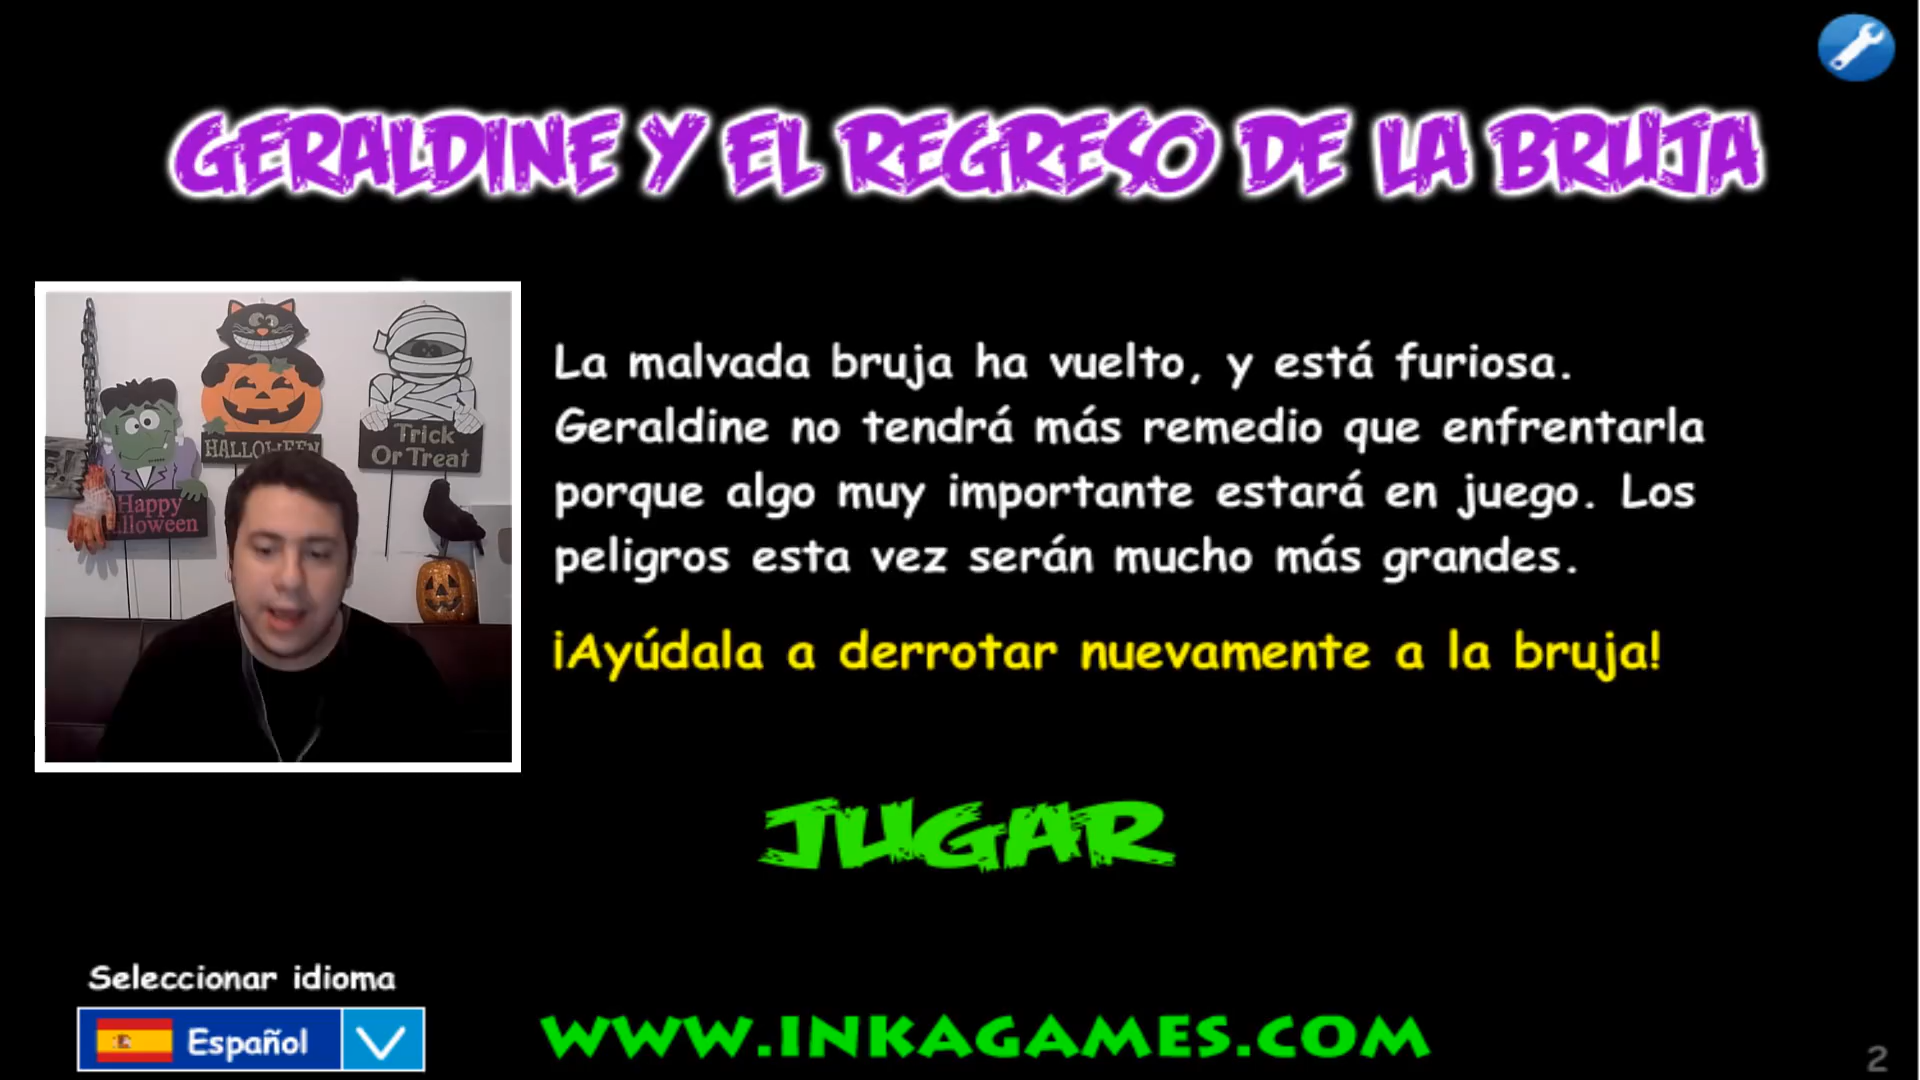 GERALDINE Y EL REGRESO DE LA BRUJA
HALLOWEEN
Trick
Or Treat
Happy
La malvada bruja ha vuelto, y está furiosa.
Geraldine no tendrá más remedio que enfrentarla
porque algo muy importante estará en juego. Los
peligros esta vez serán mucho más grandes.
¡Ayúdala a derrotar nuevamente a la bruja!
JUGAR
Seleccionar idioma
Español
WWW.INKAGAMES.COM
2